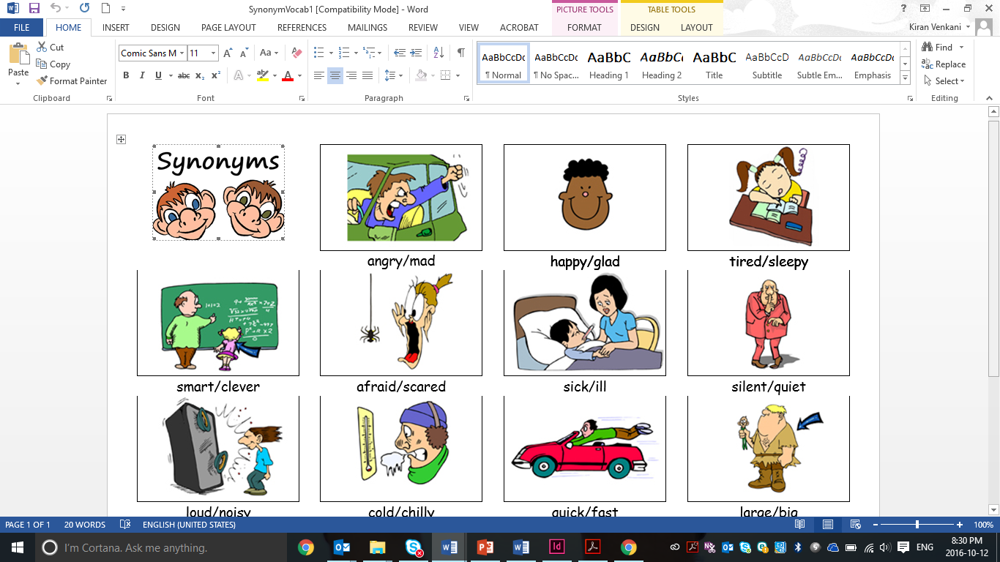 SynonymVocab1 [Compatibility Mode] - Word
PICTURE TOOLS
TABLE TOOLS
?
FILE
HOME
INSERT
DESIGN
PAGE LAYOUT
REFERENCES
MAILINGS
REVIEW
VIEW
ACROBAT
FORMAT
DESIGN
LAYOUT
Kiran Venkani
Paste
Cut
Copy
Format Painter
Clipboard
Comic Sans M
11
Font
Paragraph
AaBbCcDc
¶ Normal
AaBbCcDc
¶ No Spac...
AaBbC
Heading 1
AaBbCc
Heading 2
AaBbC
Title
AaBbCcD
Subtitle
AaBbCcDc
Subtle Em...
AaBbCcDc
Emphasis
Styles
Find
Replace
Select
Editing
Synonyms
angry/mad
happy/glad
tired/sleepy
smart/clever
afraid/scared
sick/ill
silent/quiet
loud/noisy
cold/chilly
quick/fast
large/big
PAGE 1 OF 1
20 WORDS
ENGLISH (UNITED STATES)
100%
I'm Cortana. Ask me anything.
ENG
8:30 PM
2016-10-12